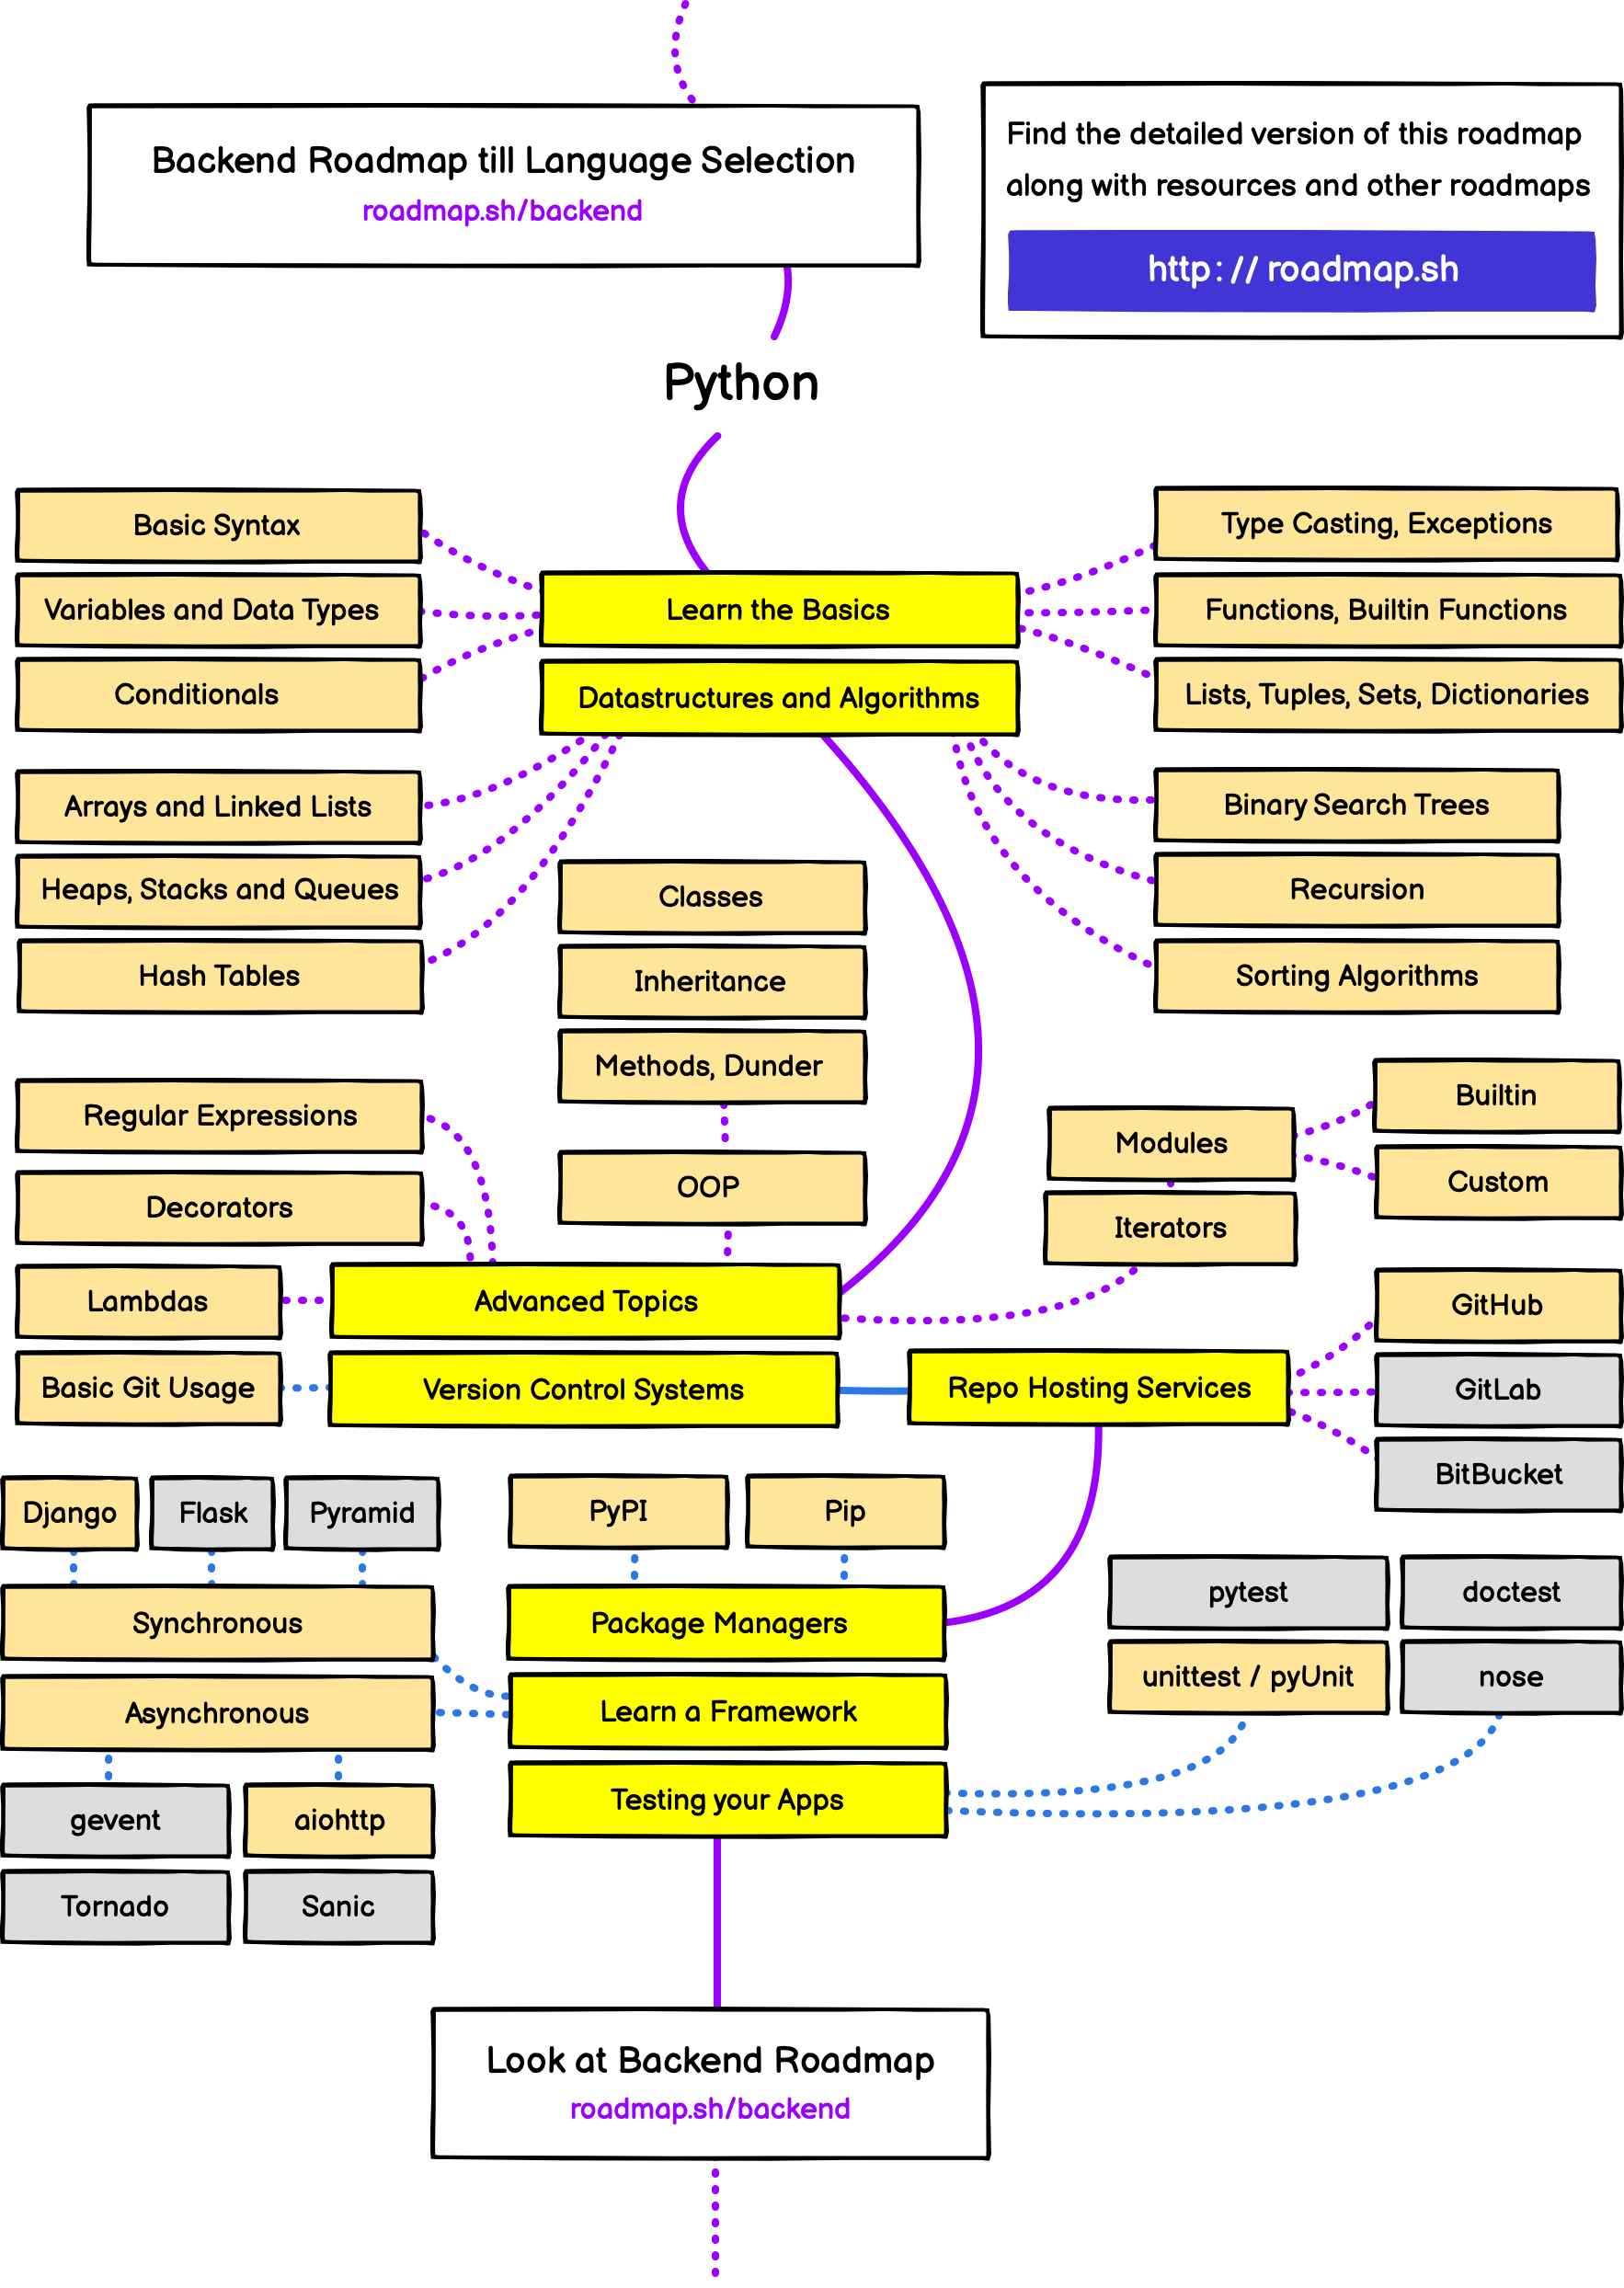 Backend Roadmap till Language Selection
roadmap.sh/backend
Find the detailed version of this roadmap
along with resources and other roadmaps
http : // roadmap.sh
Python
Basic Syntax
Variables and Data Types
Conditionals
Learn the Basics
Datastructures and Algorithms
Type Casting, Exceptions
Functions, Builtin Functions
Lists, Tuples, Sets, Dictionaries
Arrays and Linked Lists
Heaps, Stacks and Queues
Hash Tables
Binary Search Trees
Recursion
Sorting Algorithms
Classes
Inheritance
Methods, Dunder
OOP
Regular Expressions
Decorators
Lambdas
Advanced Topics
Modules
Iterators
Builtin
Custom
Basic Git Usage
Version Control Systems
Repo Hosting Services
GitHub
GitLab
BitBucket
Django
Flask
Pyramid
Synchronous
Asynchronous
gevent
aiohttp
Tornado
Sanic
PyPI
Pip
Package Managers
Learn a Framework
Testing your Apps
pytest
doctest
unittest / pyUnit
nose
Look at Backend Roadmap
roadmap.sh/backend